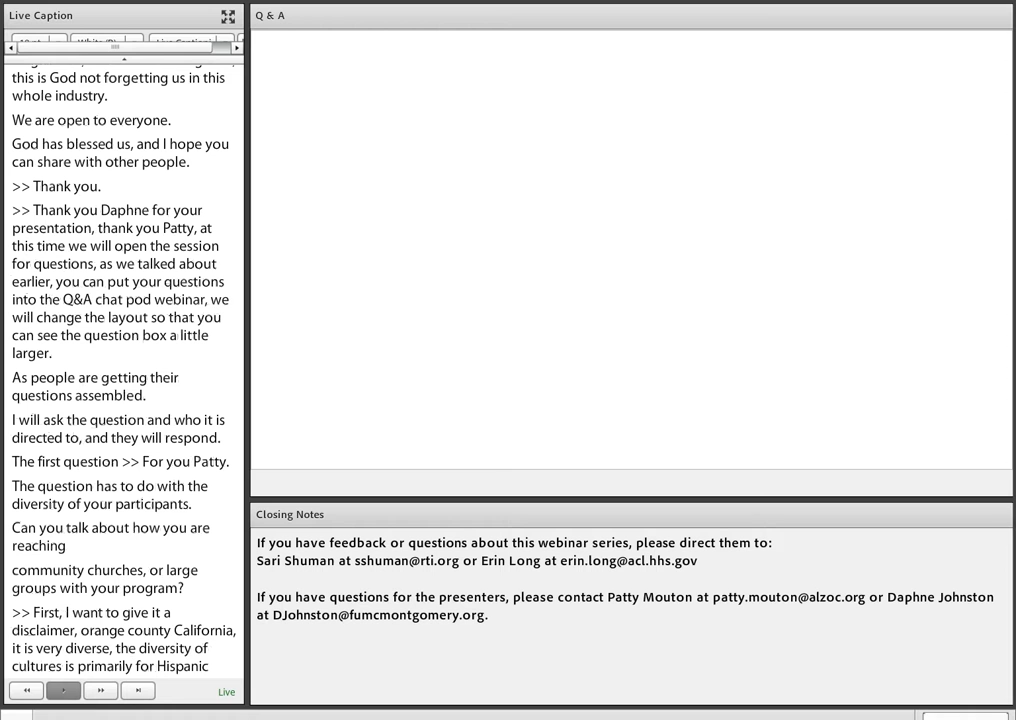 Live Caption
this is God not forgetting us in this
whole industry.
We are open to everyone.
God has blessed us, and I hope you
can share with other people.
>> Thank you.
>> Thank you Daphne for your
presentation, thank you Patty, at
this time we will open the session
for questions, as we talked about
earlier, you can put your questions
into the Q&A chat pod webinar, we
will change the layout so that you
can see the question box a little
larger.
As people are getting their
questions assembled.
I will ask the question and who it is
directed to, and they will respond.
The first question >> For you Patty.
The question has to do with the
diversity of your participants.
Can you talk about how you are
reaching
community churches, or large
groups with your program?
>> First, I want to give it a
disclaimer, orange county California,
it is very diverse, the diversity of
cultures is primarily for Hispanic
Live
Q & A
Closing Notes
If you have feedback or questions about this webinar series, please direct them to:
Sari Shuman at sshuman@rti.org or Erin Long at erin.long@acl.hhs.gov
If you have questions for the presenters, please contact Patty Mouton at patty.mouton@alzoc.org or Daphne Johnston
at DJohnston@fumcmontgomery.org.